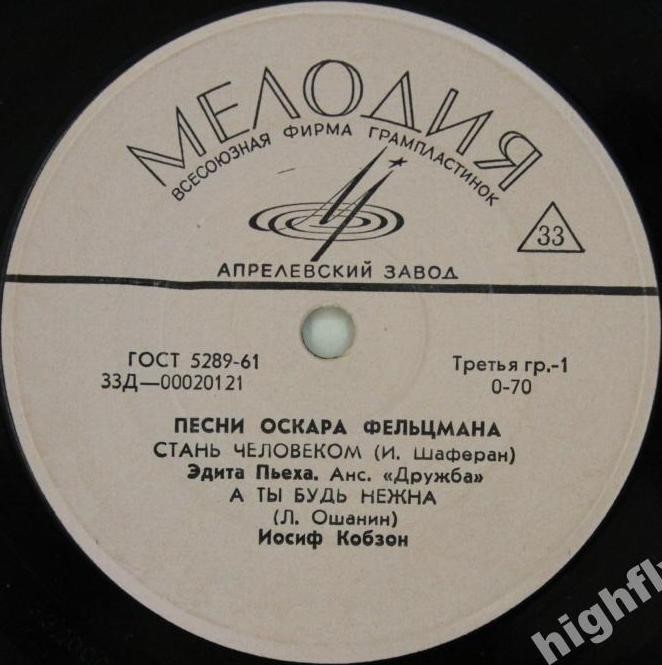 МЕЛОДИЯ
ВСЕСОЮЗНАЯ ФИРМА ГРАМПЛАСТИНОК
33
АПРЕЛЕВСКИЙ ЗАВОД
ГОСТ 5289-61
Третья гр.-1
33Д—00020121
0-70
ПЕСНИ ОСКАРА ФЕЛЬЦМАНА
СТАНЬ ЧЕЛОВЕКОМ (И. Шаферан)
Эдита Пьеха. Анс. «Дружба»
А ТЫ БУДЬ НЕЖНА
(Л. Ошанин)
Иосиф Кобзон